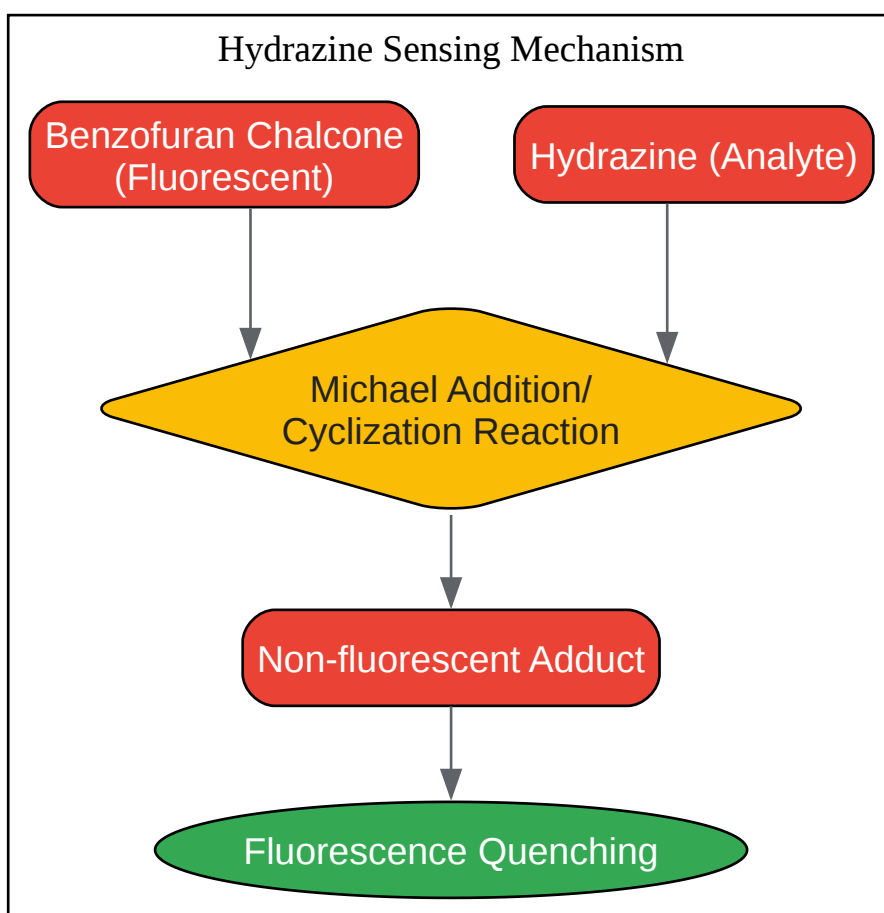 Hydrazine Sensing Mechanism
Benzofuran Chalcone
(Fluorescent)
Hydrazine (Analyte)
Michael Addition/
Cyclization Reaction
Non-fluorescent Adduct
Fluorescence Quenching